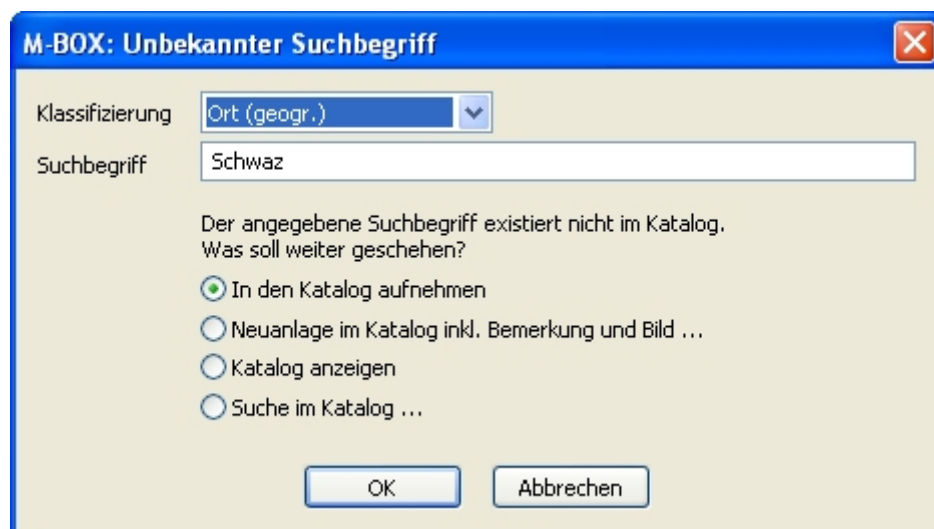 M-BOX: Unbekannter Suchbegriff
Klassifizierung Ort (geogr.)
Suchbegriff Schwaz
Der angegebene Suchbegriff existiert nicht im Katalog.
Was soll weiter geschehen?
In den Katalog aufnehmen
Neuanlage im Katalog inkl. Bemerkung und Bild ...
Katalog anzeigen
Suche im Katalog ...
OK Abbrechen